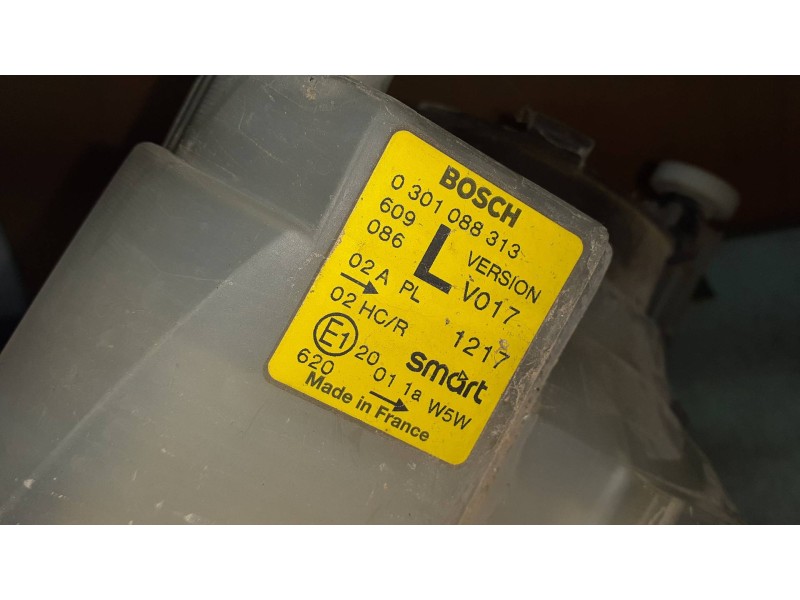 BOSCH
0 301 088 313
609
086
L
VERSION
V017
02 A PL
02 HC/R
1217
E1
20
01 1a W5W
620
smart
Made in France